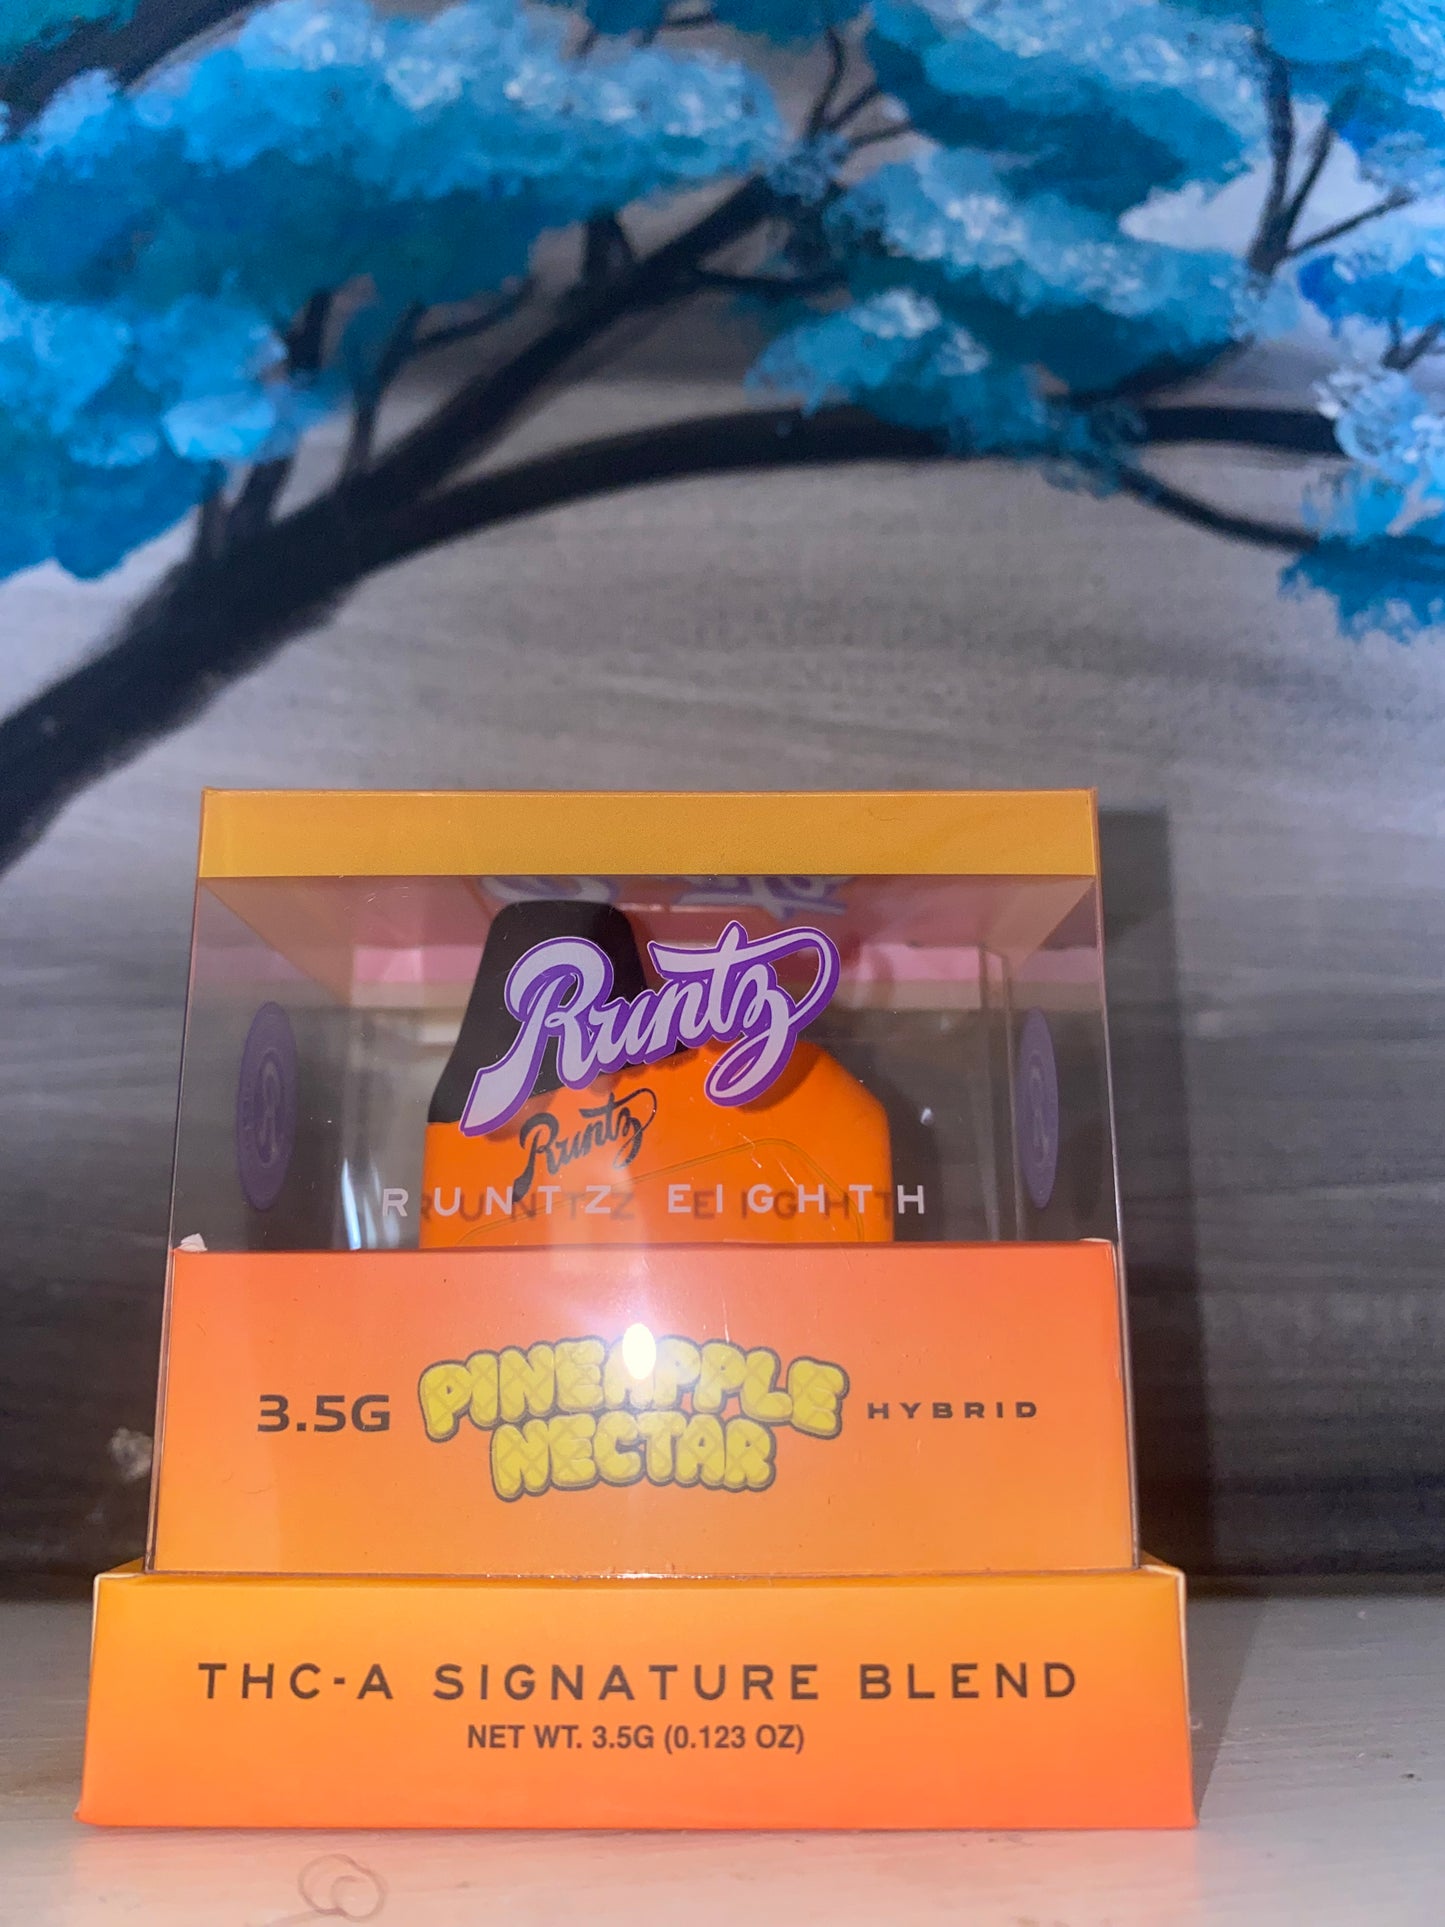 Runtz
Runtz
RUNTZ EIGHTH
3.5G PINEAPPLE NECTAR HYBRID
THC-A SIGNATURE BLEND
NET WT. 3.5G (0.123 OZ)